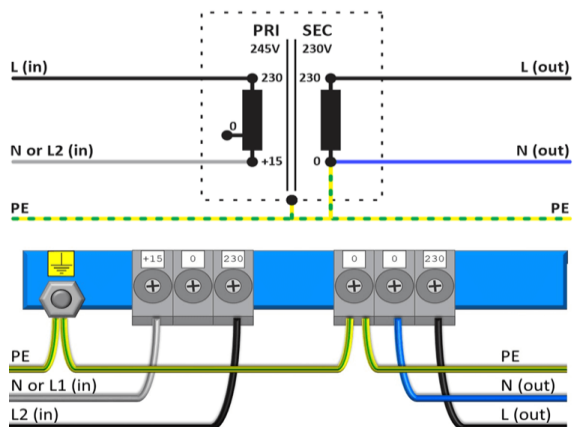 PRI SEC
245V 230V
L (in) 230 230 L (out)
0
N or L2 (in) +15 0 N (out)
PE PE
+15 0 230 0 0 230
PE PE
N or L1 (in) N (out)
L2 (in) L (out)